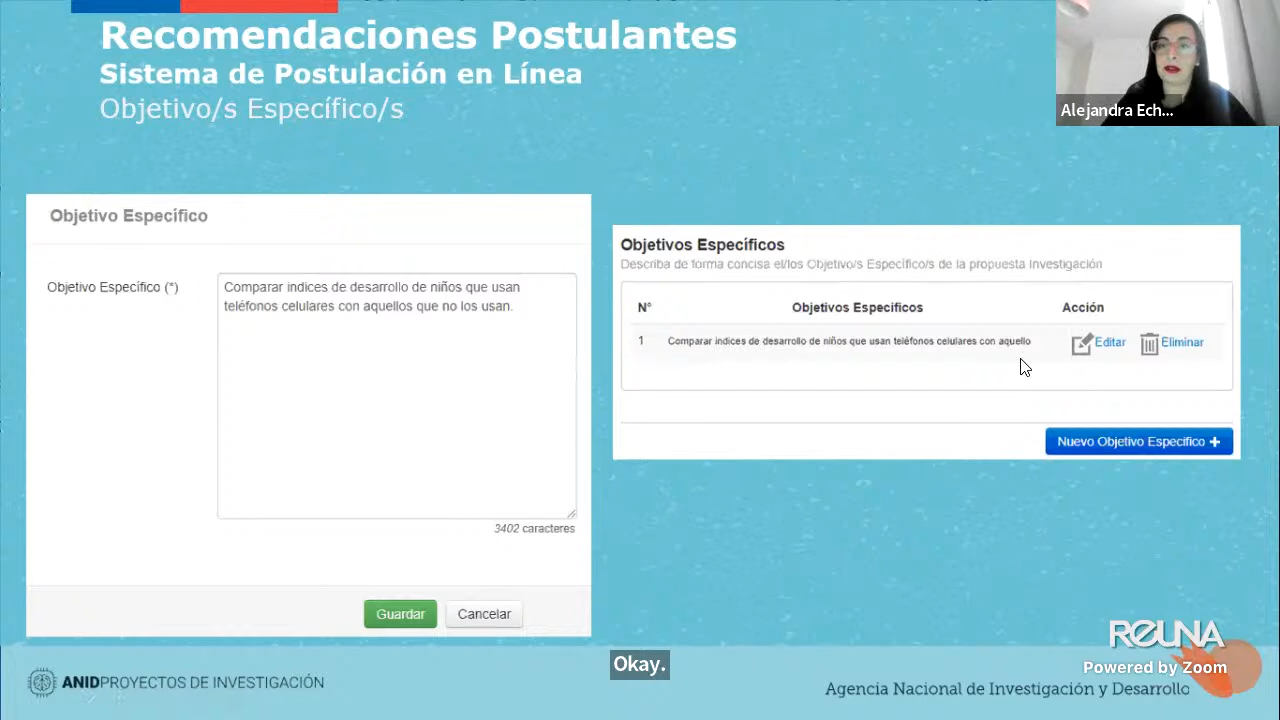 Recomendaciones Postulantes
Sistema de Postulación en Línea
Objetivo/s Específico/s
Alejandra Ech...
Objetivo Específico
Objetivo Específico (*)
Comparar indices de desarrollo de niños que usan
teléfonos celulares con aquellos que no los usan.
3402 caracteres
Guardar
Cancelar
Objetivos Específicos
Describa de forma concisa el/los Objetivo/s Específico/s de la propuesta Investigación
N° Objetivos Específicos Acción
1 Comparar indices de desarrollo de niños que usan teléfonos celulares con aquello Editar Eliminar
Nuevo Objetivo Específico +
Okay.
REUNA
Powered by Zoom
ANIDPROYECTOS DE INVESTIGACIÓN
Agencia Nacional de Investigación y Desarrollo